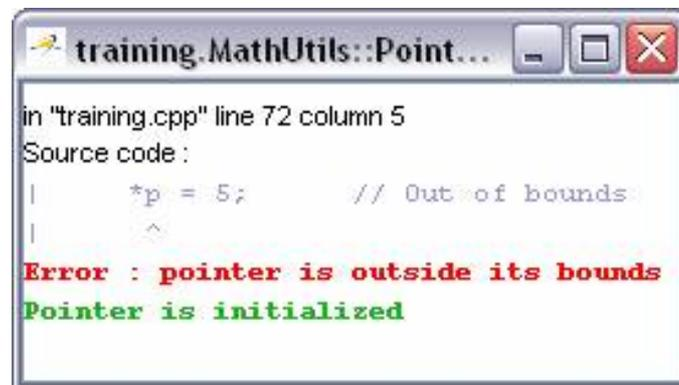 training.MathUtils::Point...
in "training.cpp" line 72 column 5
Source code :
|      *p = 5;      // Out of bounds
|       ^
Error : pointer is outside its bounds
Pointer is initialized